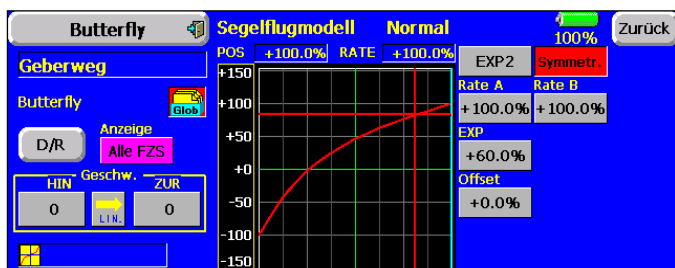 Butterfly
Segelflugmodell Normal
100%
Zurück
POS +100.0% RATE +100.0%
Geberweg
Butterfly
Glob
D/R
Anzeige
Alle FZS
Geschw.
HIN ZUR
0
LIN.
0
+150
+100
+50
+0
-50
-100
-150
EXP2
Symmetr.
Rate A Rate B
+100.0% +100.0%
EXP
+60.0%
Offset
+0.0%